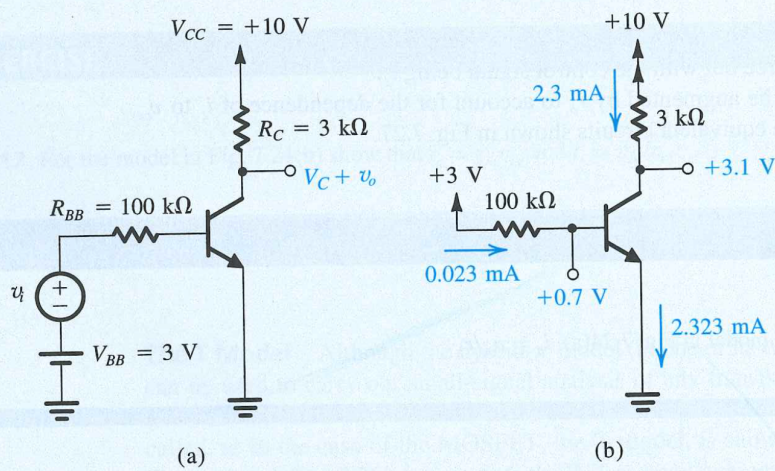 V_CC = +10 V
R_C = 3 kΩ
V_C + v_o
R_BB = 100 kΩ
v_i
+
−
V_BB = 3 V
(a)
+10 V
2.3 mA
3 kΩ
+3.1 V
+3 V
100 kΩ
0.023 mA
+0.7 V
2.323 mA
(b)